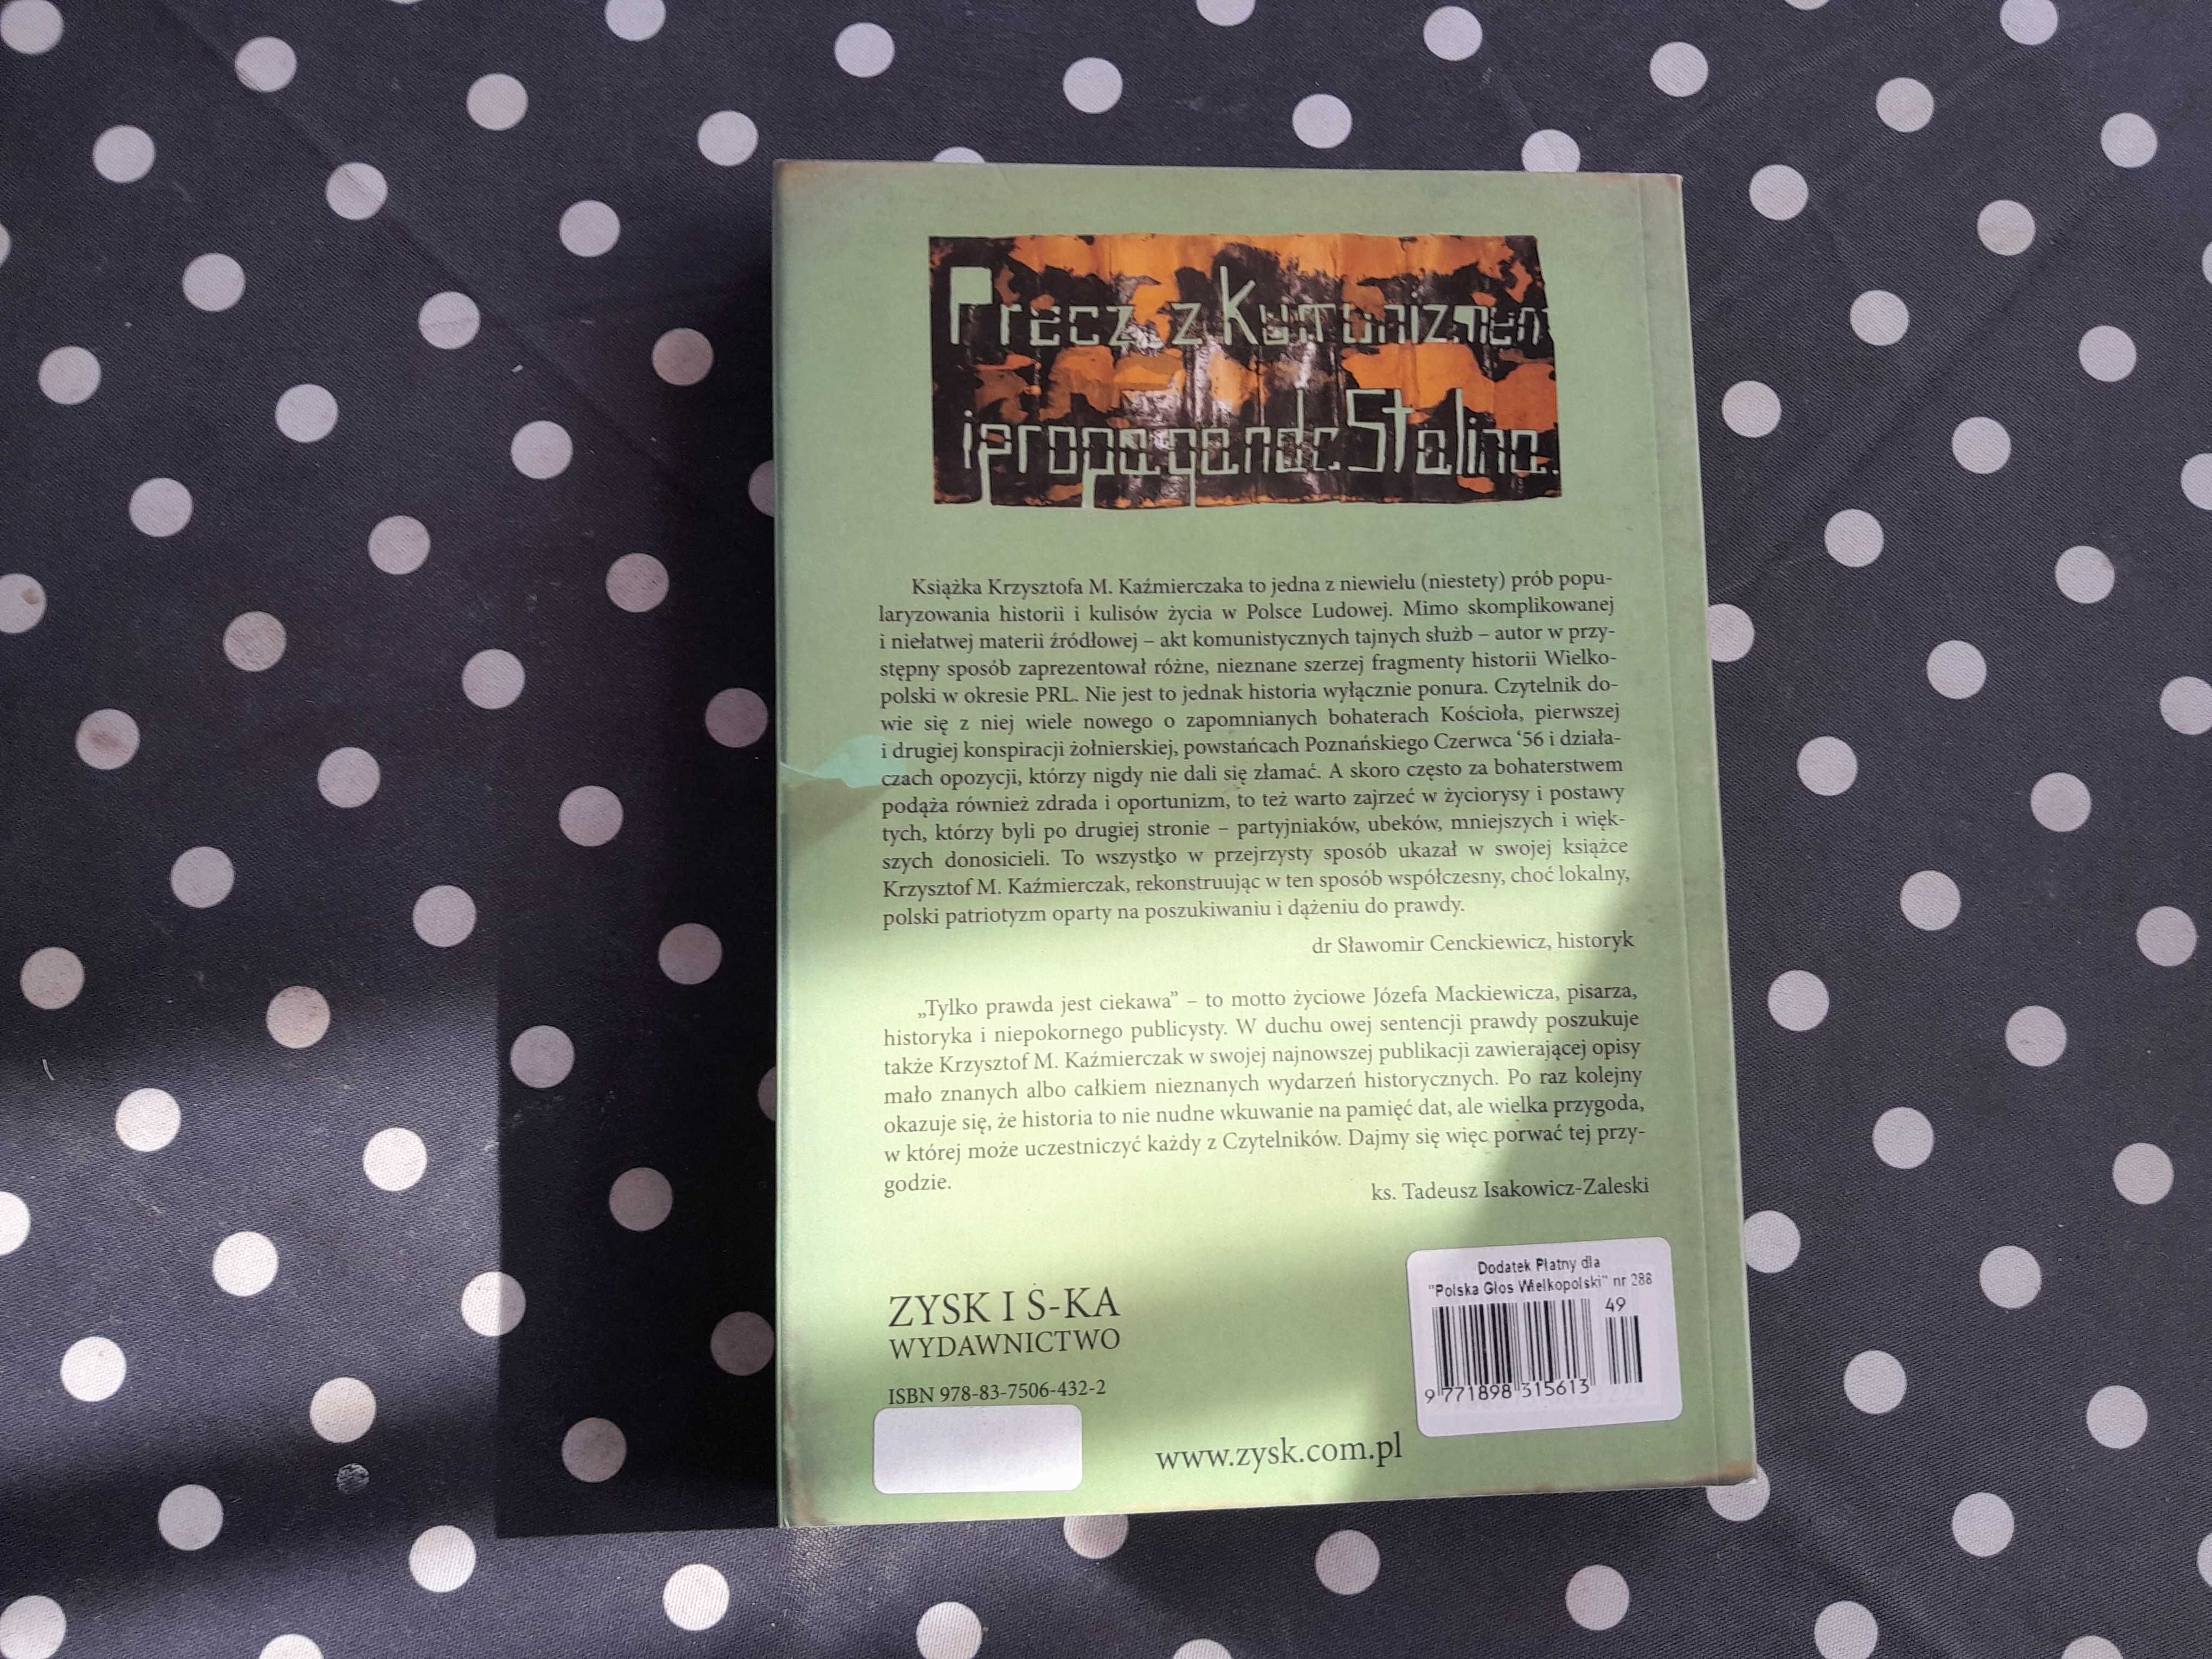 Precz z Kumunizmem
i propagandą Stalina.
Książka Krzysztofa M. Kaźmierczaka to jedna z niewielu (niestety) prób popu-
laryzowania historii i kulisów życia w Polsce Ludowej. Mimo skomplikowanej
i niełatwej materii źródłowej – akt komunistycznych tajnych służb – autor w przy-
stępny sposób zaprezentował różne, nieznane szerzej fragmenty historii Wielko-
polski w okresie PRL. Nie jest to jednak historia wyłącznie ponura. Czytelnik do-
wie się z niej wiele nowego o zapomnianych bohaterach Kościoła, pierwszej
i drugiej konspiracji żołnierskiej, powstańcach Poznańskiego Czerwca ‘56 i działa-
czach opozycji, którzy nigdy nie dali się złamać. A skoro często za bohaterstwem
podąża również zdrada i oportunizm, to też warto zajrzeć w życiorysy i postawy
tych, którzy byli po drugiej stronie – partyjniaków, ubeków, mniejszych i więk-
szych donosicieli. To wszystko w przejrzysty sposób ukazał w swojej książce
Krzysztof M. Kaźmierczak, rekonstruując w ten sposób współczesny, choć lokalny,
polski patriotyzm oparty na poszukiwaniu i dążeniu do prawdy.
dr Sławomir Cenckiewicz, historyk
„Tylko prawda jest ciekawa” – to motto życiowe Józefa Mackiewicza, pisarza,
historyka i niepokornego publicysty. W duchu owej sentencji prawdy poszukuje
także Krzysztof M. Kaźmierczak w swojej najnowszej publikacji zawierającej opisy
mało znanych albo całkiem nieznanych wydarzeń historycznych. Po raz kolejny
okazuje się, że historia to nie nudne wkuwanie na pamięć dat, ale wielka przygoda,
w której może uczestniczyć każdy z Czytelników. Dajmy się więc porwać tej przy-
godzie.
ks. Tadeusz Isakowicz-Zaleski
ZYSK I S-KA
WYDAWNICTWO
ISBN 978-83-7506-432-2
www.zysk.com.pl
Dodatek Płatny dla
"Polska Głos Wielkopolski" nr 288
49
9 771898 315613